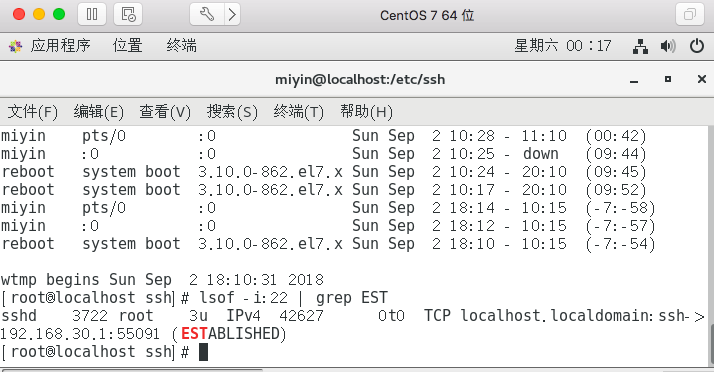 CentOS 7 64 位
应用程序 位置 终端 星期六 00：17
miyin@localhost:/etc/ssh
文件(F) 编辑(E) 查看(V) 搜索(S) 终端(T) 帮助(H)
miyin pts/0 :0 Sun Sep 2 10:28 - 11:10 (00:42)
miyin :0 :0 Sun Sep 2 10:25 - down (09:44)
reboot system boot 3.10.0-862.el7.x Sun Sep 2 10:24 - 20:10 (09:45)
reboot system boot 3.10.0-862.el7.x Sun Sep 2 10:17 - 20:10 (09:52)
miyin pts/0 :0 Sun Sep 2 18:14 - 10:15 (-7:-58)
miyin :0 :0 Sun Sep 2 18:12 - 10:15 (-7:-57)
reboot system boot 3.10.0-862.el7.x Sun Sep 2 18:10 - 10:15 (-7:-54)
wtmp begins Sun Sep 2 18:10:31 2018
[root@localhost ssh]# lsof -i:22 | grep EST
sshd 3722 root 3u IPv4 42627 0t0 TCP localhost.localdomain:ssh->
192.168.30.1:55091 (ESTABLISHED)
[root@localhost ssh]#